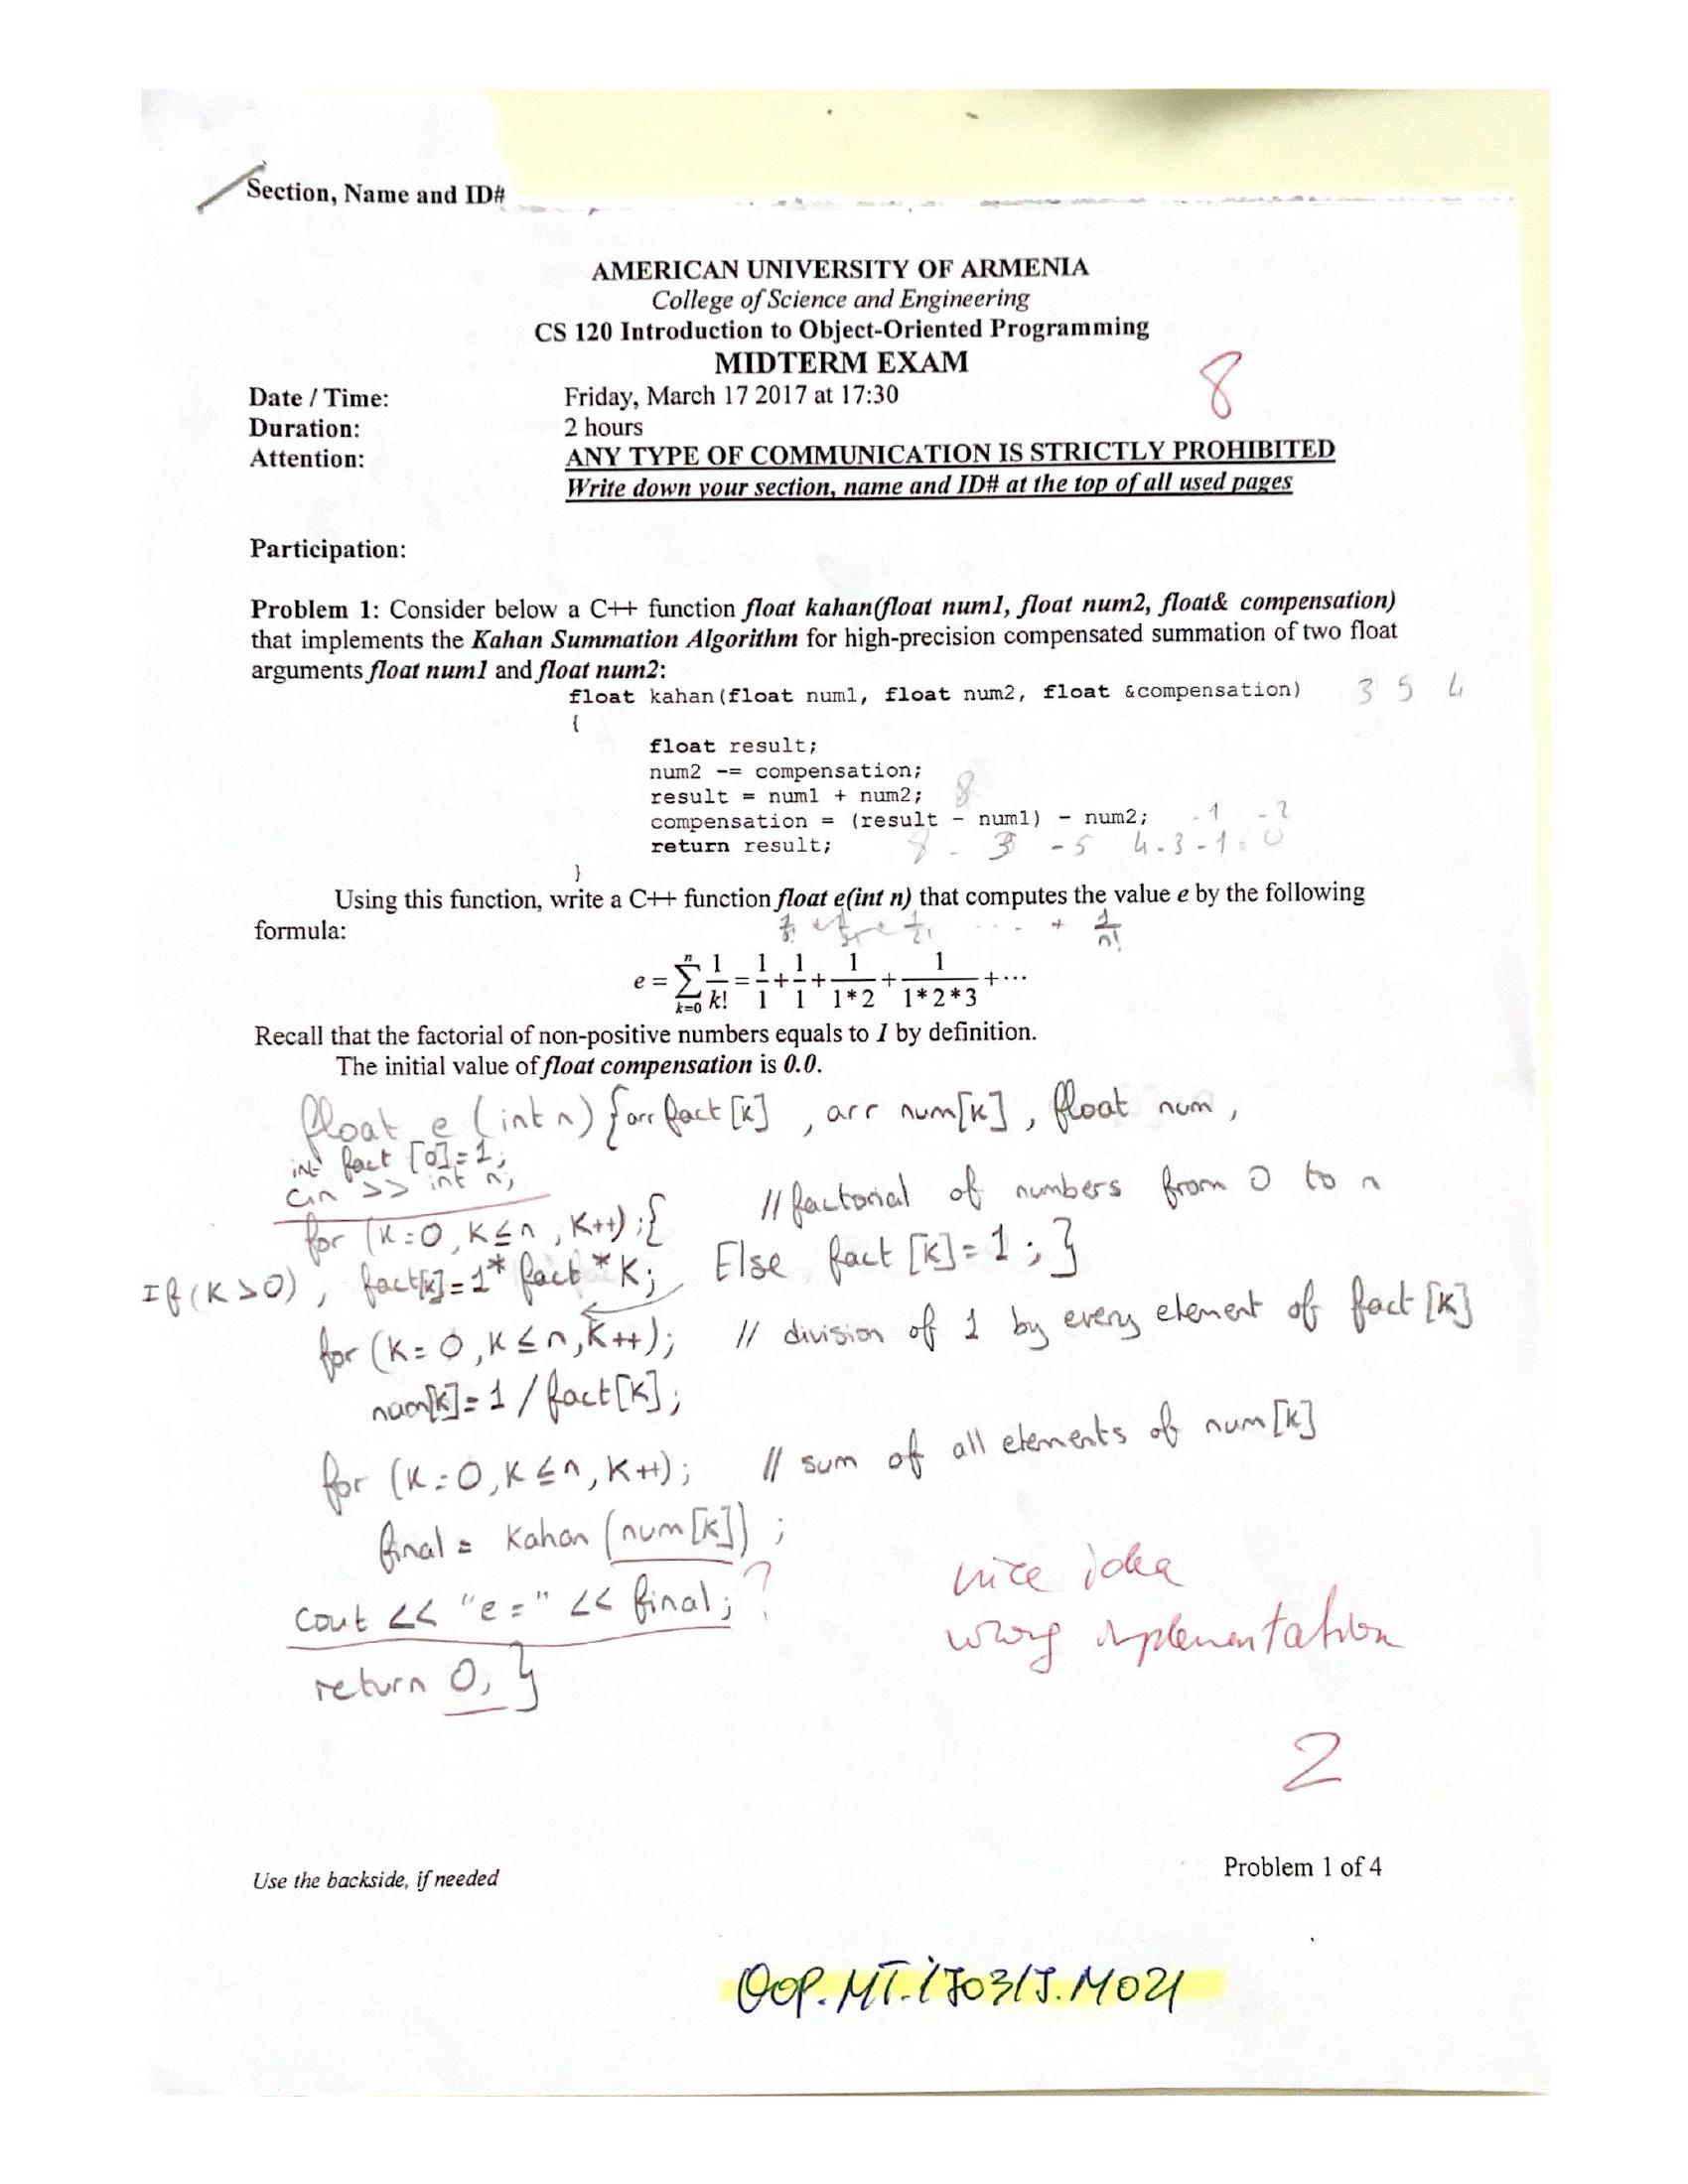 Section, Name and ID#
AMERICAN UNIVERSITY OF ARMENIA
College of Science and Engineering
CS 120 Introduction to Object-Oriented Programming
MIDTERM EXAM
8
Date / Time: Friday, March 17 2017 at 17:30
Duration: 2 hours
Attention: ANY TYPE OF COMMUNICATION IS STRICTLY PROHIBITED
Write down your section, name and ID# at the top of all used pages
Participation:
Problem 1: Consider below a C++ function float kahan(float num1, float num2, float& compensation)
that implements the Kahan Summation Algorithm for high-precision compensated summation of two float
arguments float num1 and float num2:
float kahan(float num1, float num2, float &compensation) 3 5 4
{
float result;
num2 -= compensation;
result = num1 + num2; 8
compensation = (result - num1) - num2; -1 -2
return result; 8 - 3 - 5 4-3-1=0
}
Using this function, write a C++ function float e(int n) that computes the value e by the following
formula:
... + 1/n!
e = Σ n k=0 1/k! = 1/1 + 1/1 + 1/1*2 + 1/1*2*3 + ...
Recall that the factorial of non-positive numbers equals to 1 by definition.
The initial value of float compensation is 0.0.
float e (int n) {arr fact[k] , arr num[k] , float num ,
int fact [0]=1;
cin >> int n;
for (k=0, k≤n, k++);{ // factorial of numbers from 0 to n
If (k>0) , fact[k]=1* fact *k; Else fact [k]=1 ; }
for (k=0, k≤n, k++); // division of 1 by every element of fact [k]
num[k]=1 / fact[k];
for (k=0, k≤n, k++); // sum of all elements of num[k]
final = kahan (num[k]) ;
cout << "e=" << final; ?
return 0, }
nice idea
wrong implementation
2
Use the backside, if needed
Problem 1 of 4
OOP.MT.170317.M021